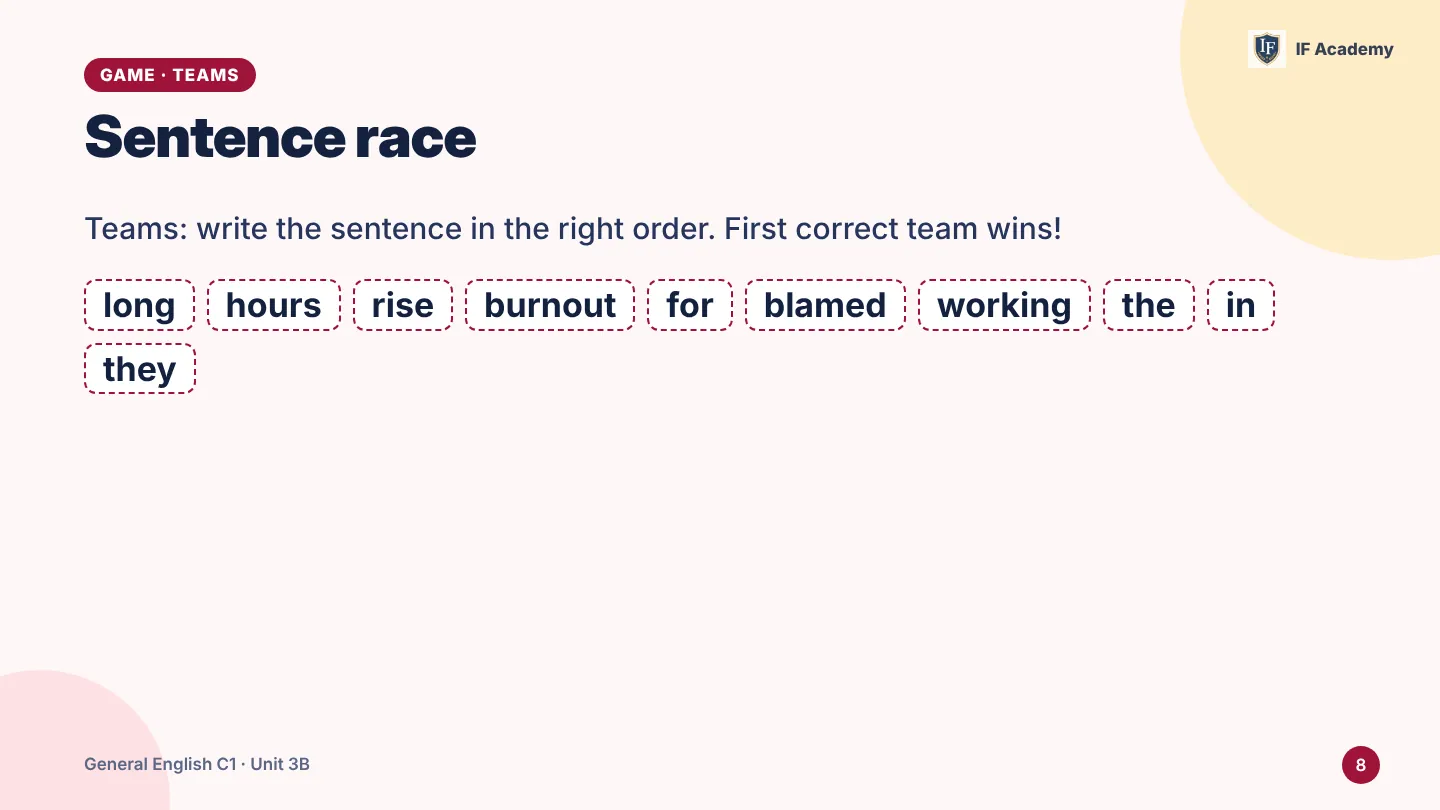 IF Academy
GAME · TEAMS
Sentence race
Teams: write the sentence in the right order. First correct team wins!
long hours rise burnout for blamed working the in
they
General English C1 · Unit 3B
8